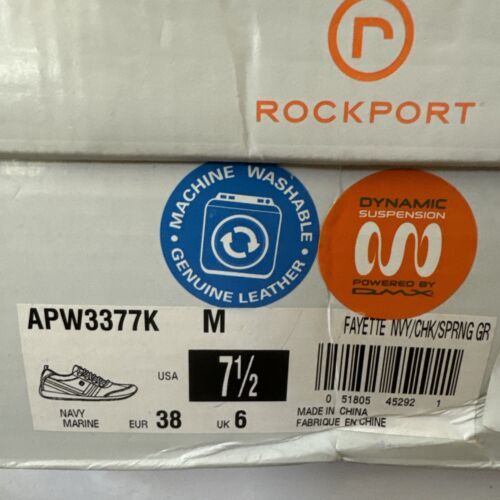 r
ROCKPORT®
• MACHINE WASHABLE •
GENUINE LEATHER
DYNAMIC
SUSPENSION
POWERED BY
DMX
APW3377K M
FAYETTE NVY/CHK/SPRNG GR
USA 7½
NAVY
MARINE
EUR 38 UK 6
0 51805 45292 1
MADE IN CHINA
FABRIQUE EN CHINE